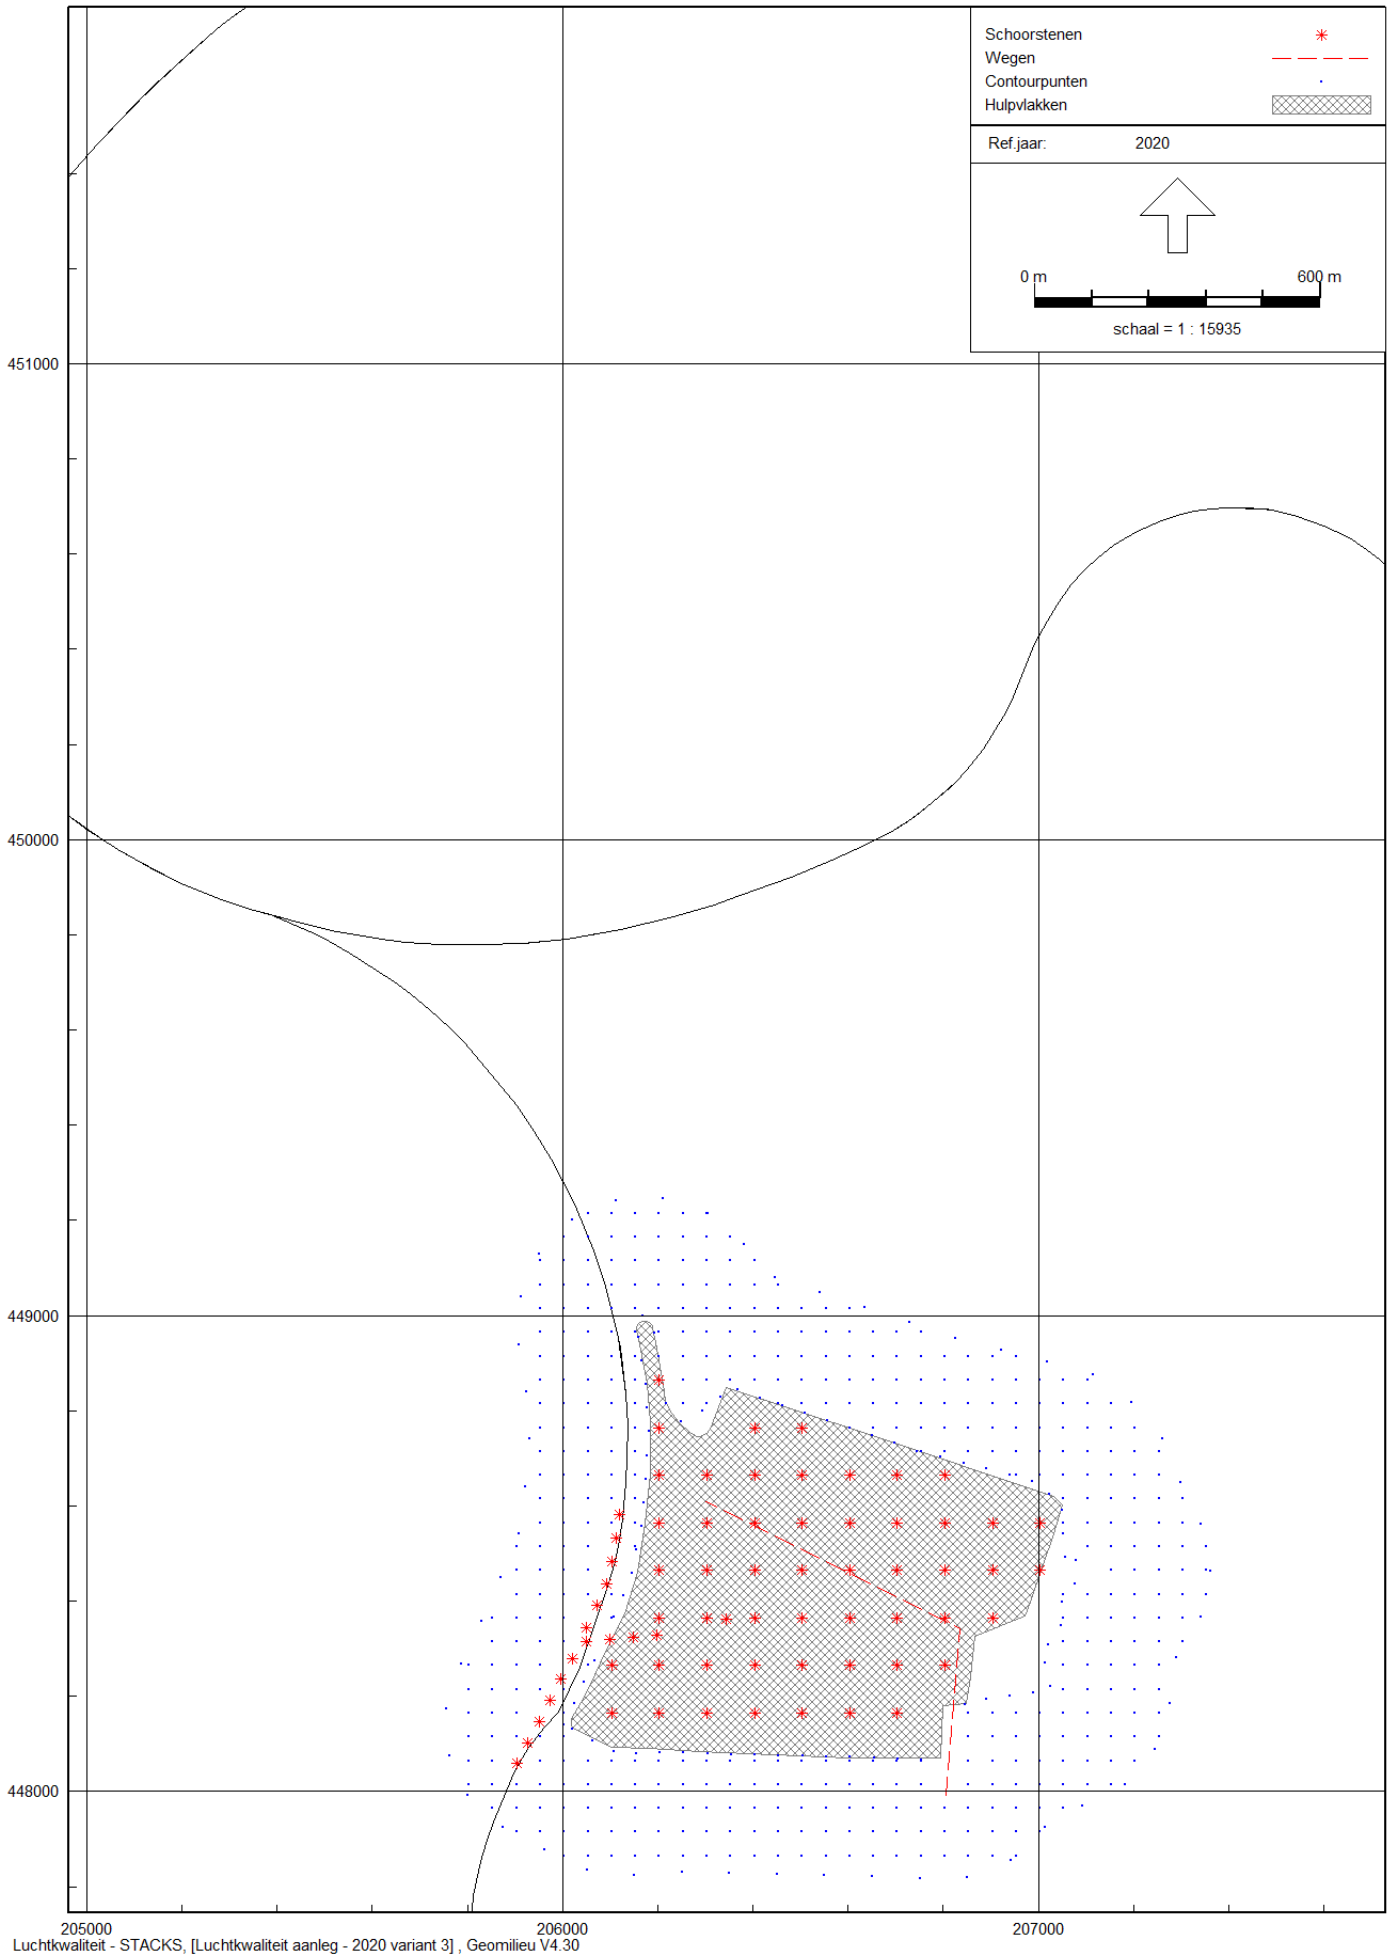 Schoorstenen
Wegen
Contourpunten
Hulpvlakken
Ref.jaar: 2020
0 m 600 m
schaal = 1 : 15935
451000
450000
449000
448000
205000 206000 207000
Luchtkwaliteit - STACKS, [Luchtkwaliteit aanleg - 2020 variant 3] , Geomilieu V4.30